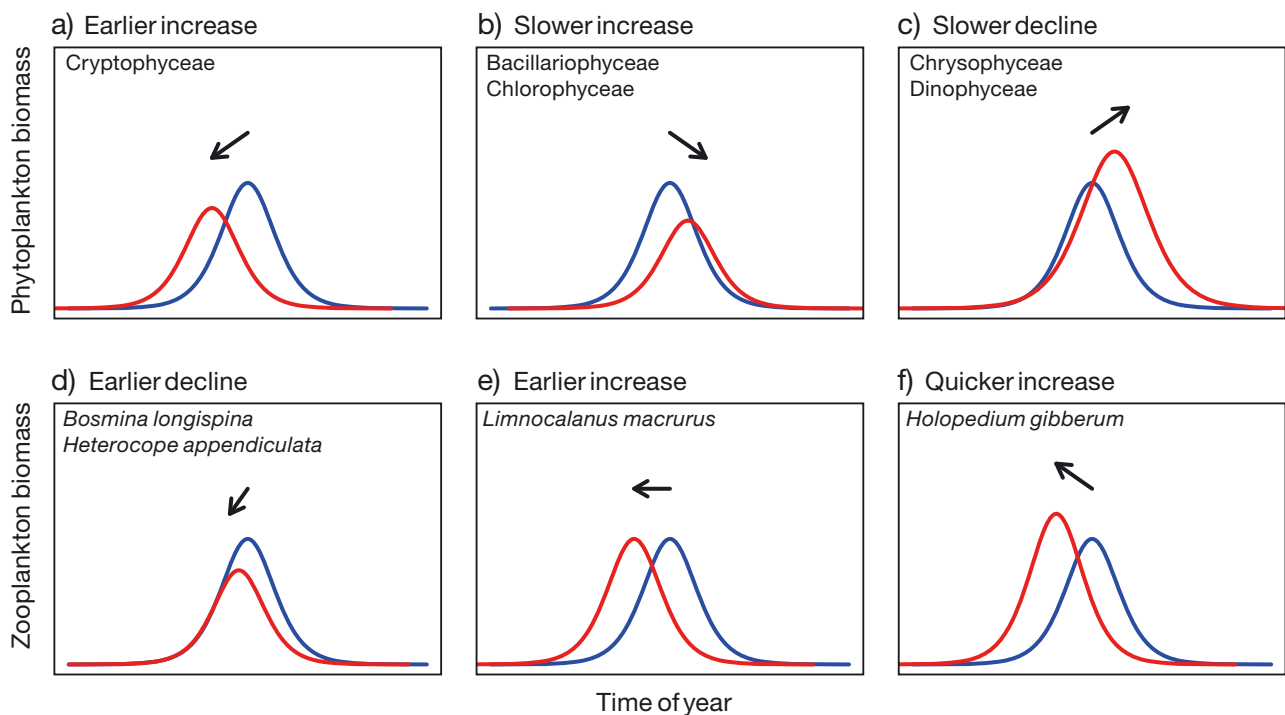 a) Earlier increase
Cryptophyceae
b) Slower increase
Bacillariophyceae
Chlorophyceae
c) Slower decline
Chrysophyceae
Dinophyceae
Phytoplankton biomass
d) Earlier decline
Bosmina longispina
Heterocope appendiculata
e) Earlier increase
Limnocalanus macrurus
f) Quicker increase
Holopedium gibberum
Zooplankton biomass
Time of year